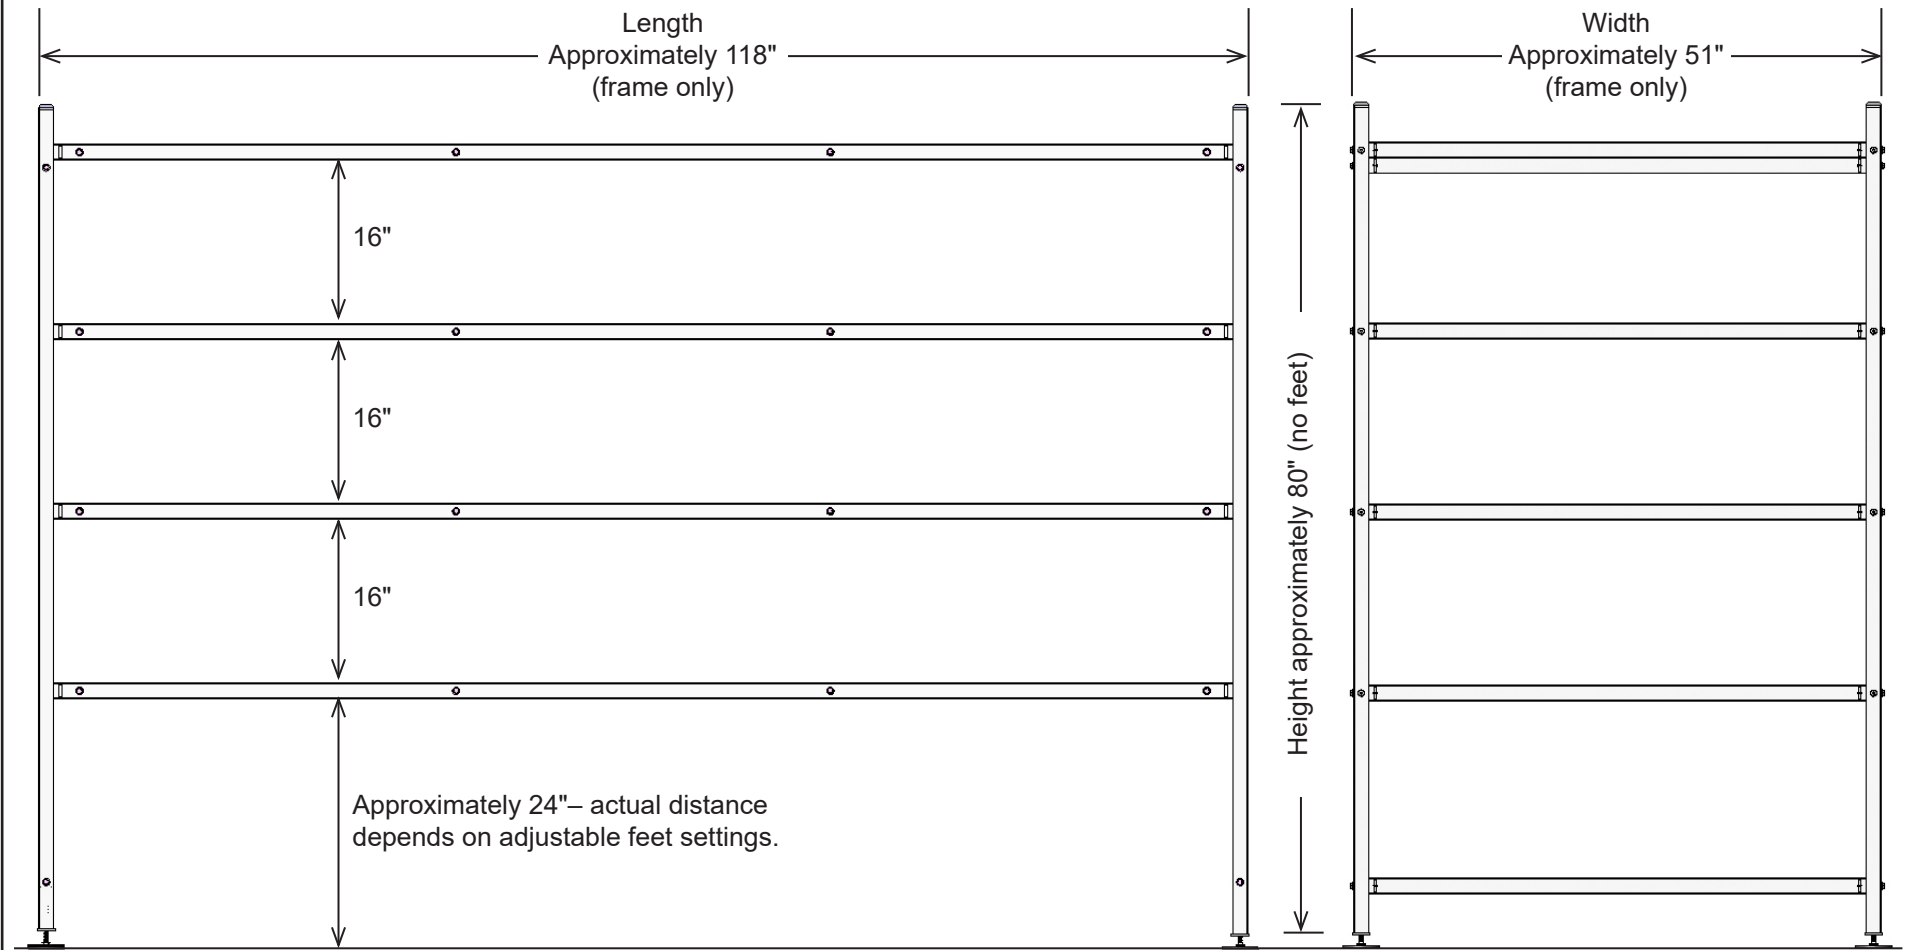 Length
Approximately 118"
(frame only)
Width
Approximately 51"
(frame only)
16"
16"
16"
Height approximately 80" (no feet)
Approximately 24"– actual distance
depends on adjustable feet settings.